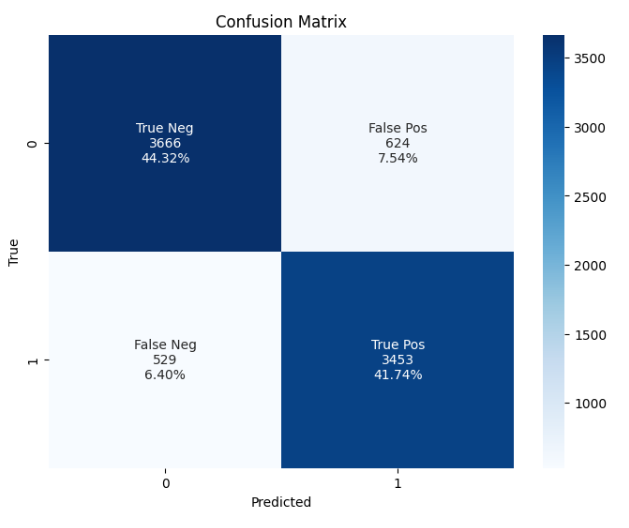 Confusion Matrix
True Neg
3666
44.32%
False Pos
624
7.54%
False Neg
529
6.40%
True Pos
3453
41.74%
0
1
True
0
1
Predicted
3500
3000
2500
2000
1500
1000